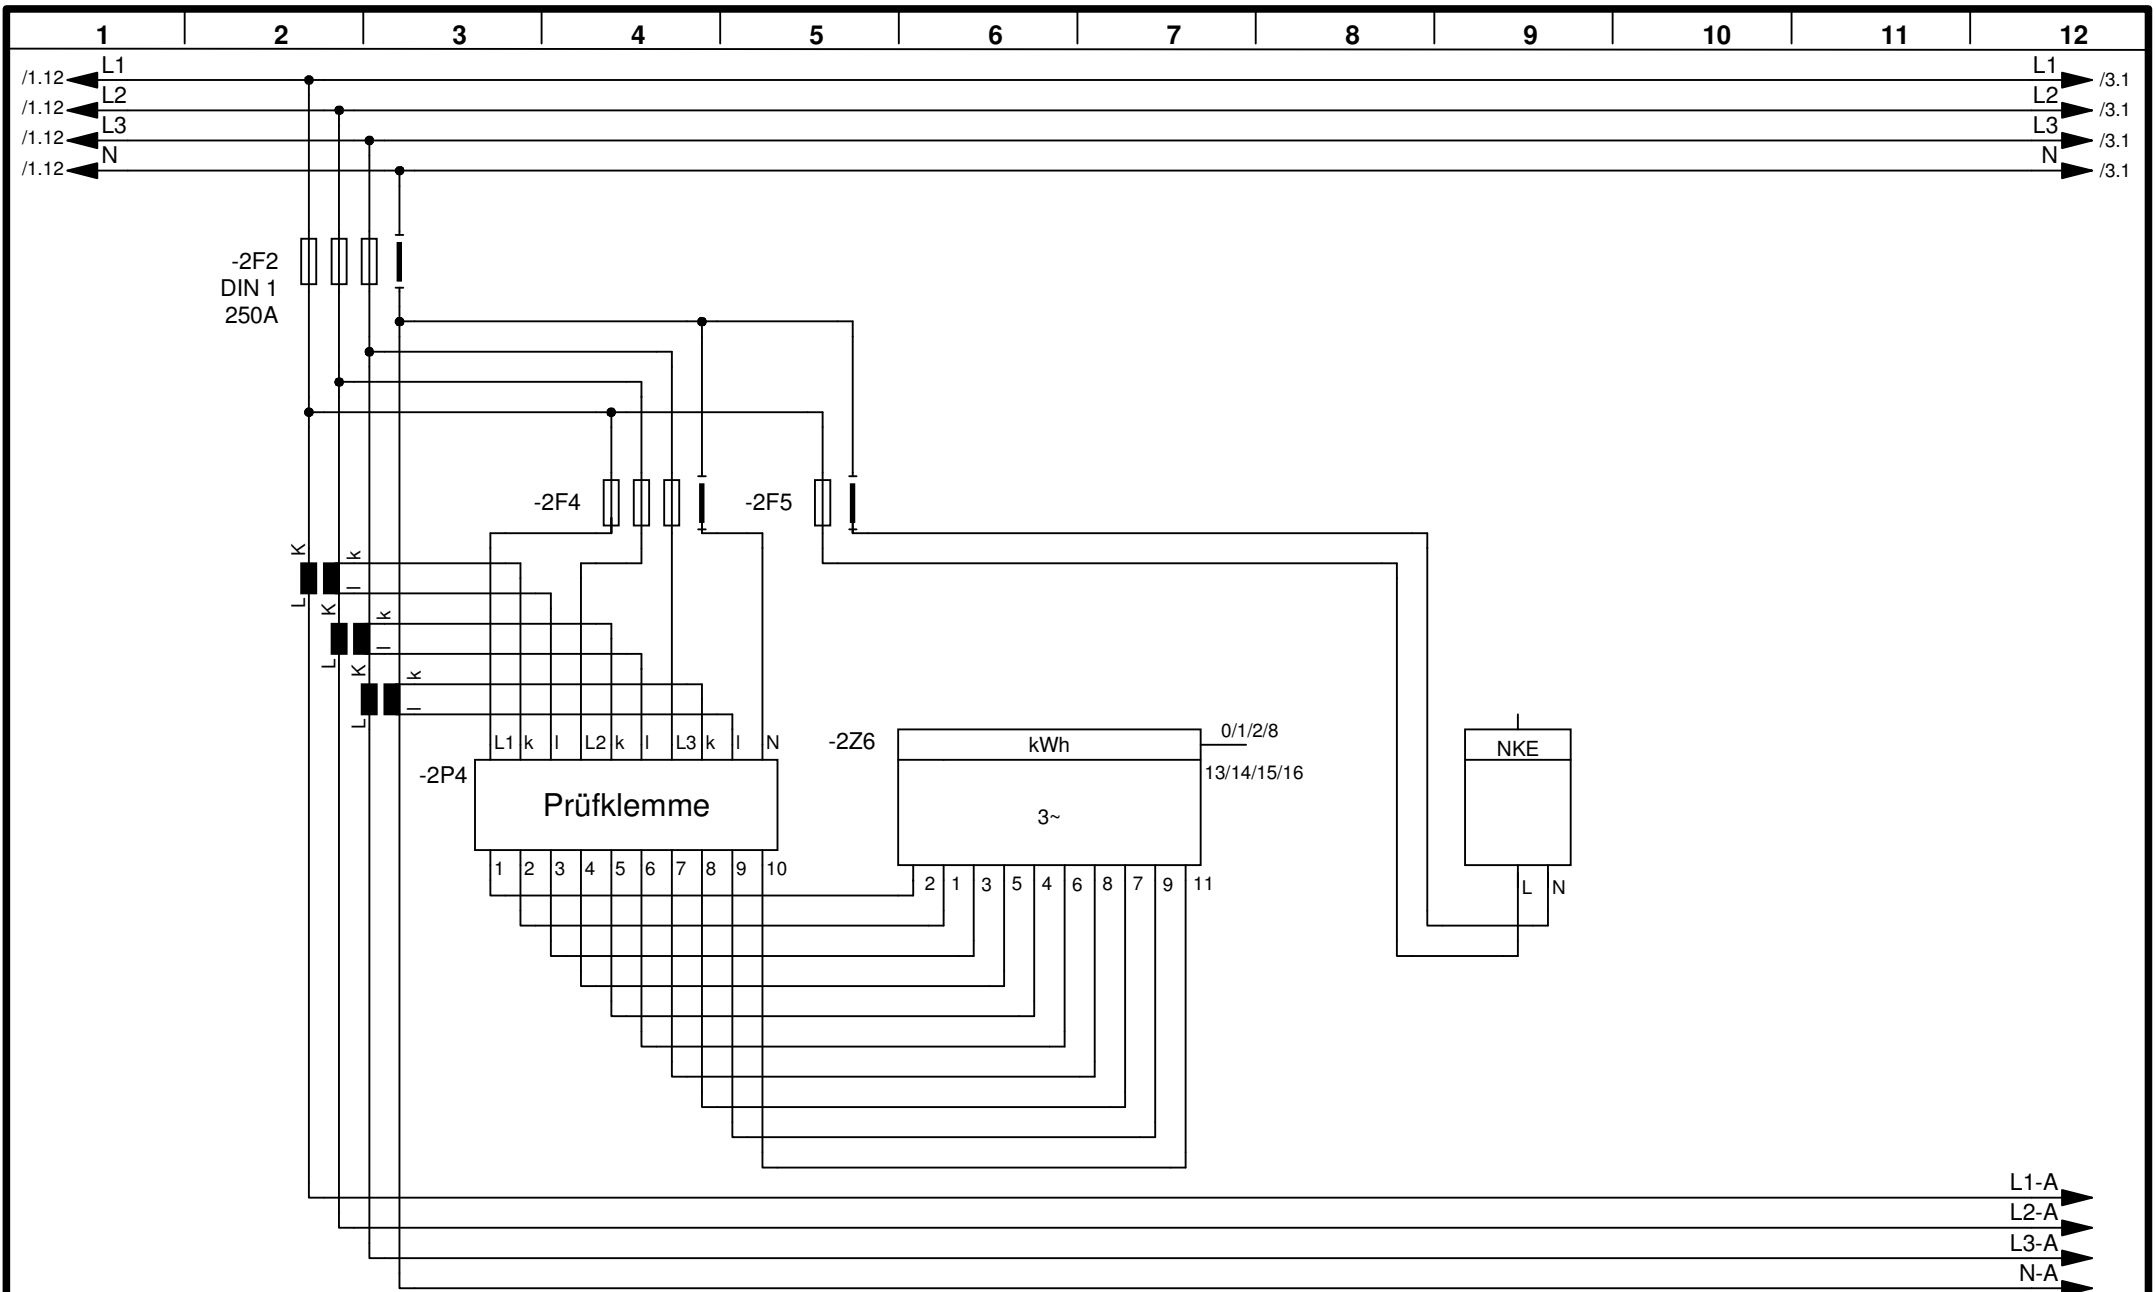 1 2 3 4 5 6 7 8 9 10 11 12
/1.12 L1 L1 /3.1
/1.12 L2 L2 /3.1
/1.12 L3 L3 /3.1
/1.12 N N /3.1
-2F2
DIN 1
250A
-2F4
-2F5
K k
L l
K k
L l
K k
L l
L1 k l L2 k l L3 k l N
-2P4
Prüfklemme
1 2 3 4 5 6 7 8 9 10
-2Z6
kWh
0/1/2/8
13/14/15/16
3~
2 1 3 5 4 6 8 7 9 11
NKE
L N
L1-A
L2-A
L3-A
N-A